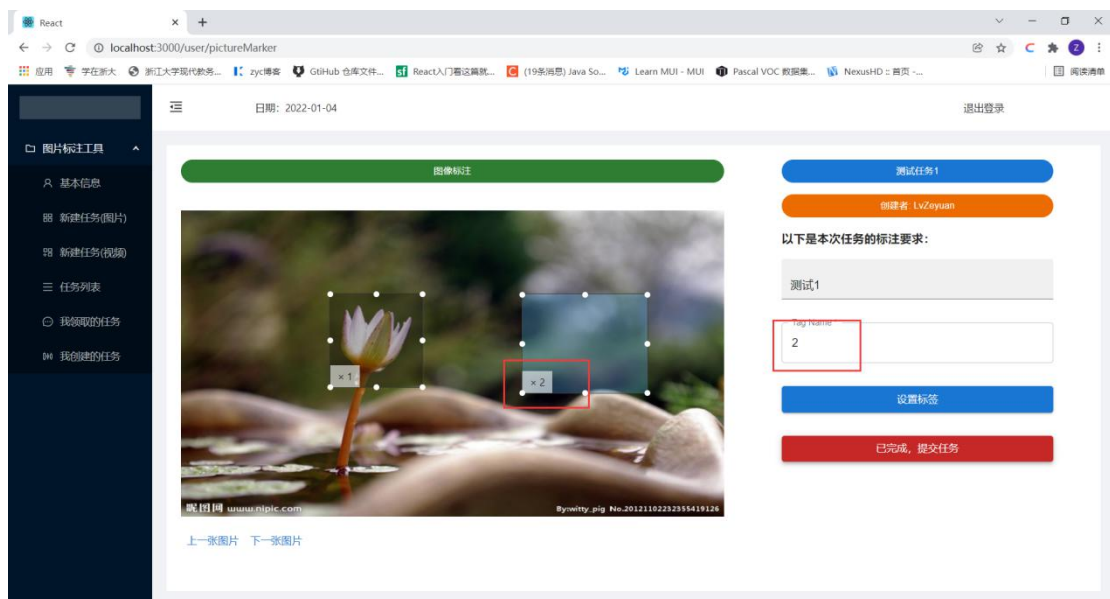 React
localhost:3000/user/pictureMarker
Z
应用 学在浙大 浙江大学现代教务... zyc博客 GtiHub 仓库文件... React入门看这篇就... (19条消息) Java So... Learn MUI - MUI Pascal VOC 数据集... NexusHD :: 首页 -... 阅读清单
日期：2022-01-04 退出登录
图片标注工具
基本信息
新建任务(图片)
新建任务(视频)
任务列表
我领取的任务
我创建的任务
图像标注
× 1
× 2
昵图网 www.nipic.com By:witty_pig No.20121102232355419126
上一张图片 下一张图片
测试任务1
创建者: LvZeyuan
以下是本次任务的标注要求：
测试1
Tag Name *
2
设置标签
已完成，提交任务